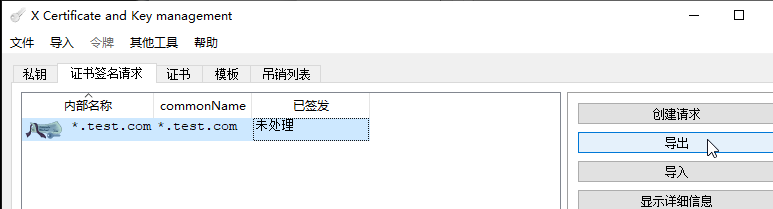 X Certificate and Key management
文件 导入 令牌 其他工具 帮助
私钥 证书签名请求 证书 模板 吊销列表
内部名称 commonName 已签发
*.test.com *.test.com 未处理
创建请求
导出
导入
显示详细信息